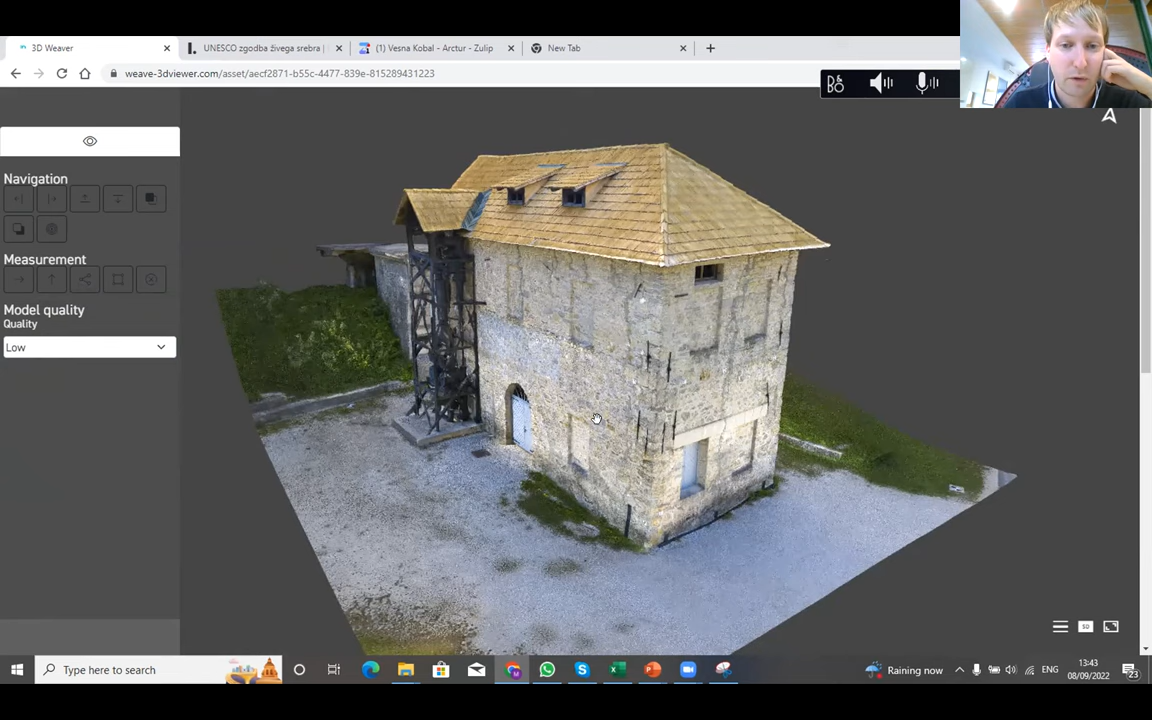 3D Weaver
UNESCO zgodba živega srebra |
(1) Vesna Kobal - Arctur - Zulip
New Tab
weave-3dviewer.com/asset/aecf2871-b55c-4477-839e-815289431223
Navigation
Measurement
Model quality
Quality
Low
SD
Type here to search
Raining now
ENG
13:43
08/09/2022
23